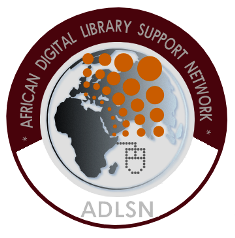 * AFRICAN DIGITAL LIBRARY SUPPORT NETWORK *
ADLSN